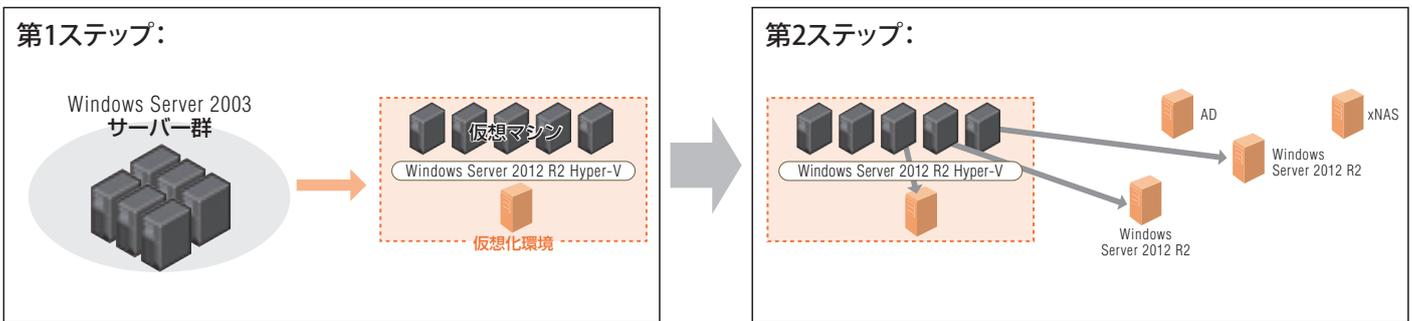 第1ステップ：
Windows Server 2003
サーバー群
仮想マシン
Windows Server 2012 R2 Hyper-V
仮想化環境
第2ステップ：
Windows Server 2012 R2 Hyper-V
AD
xNAS
Windows
Server 2012 R2
Windows
Server 2012 R2